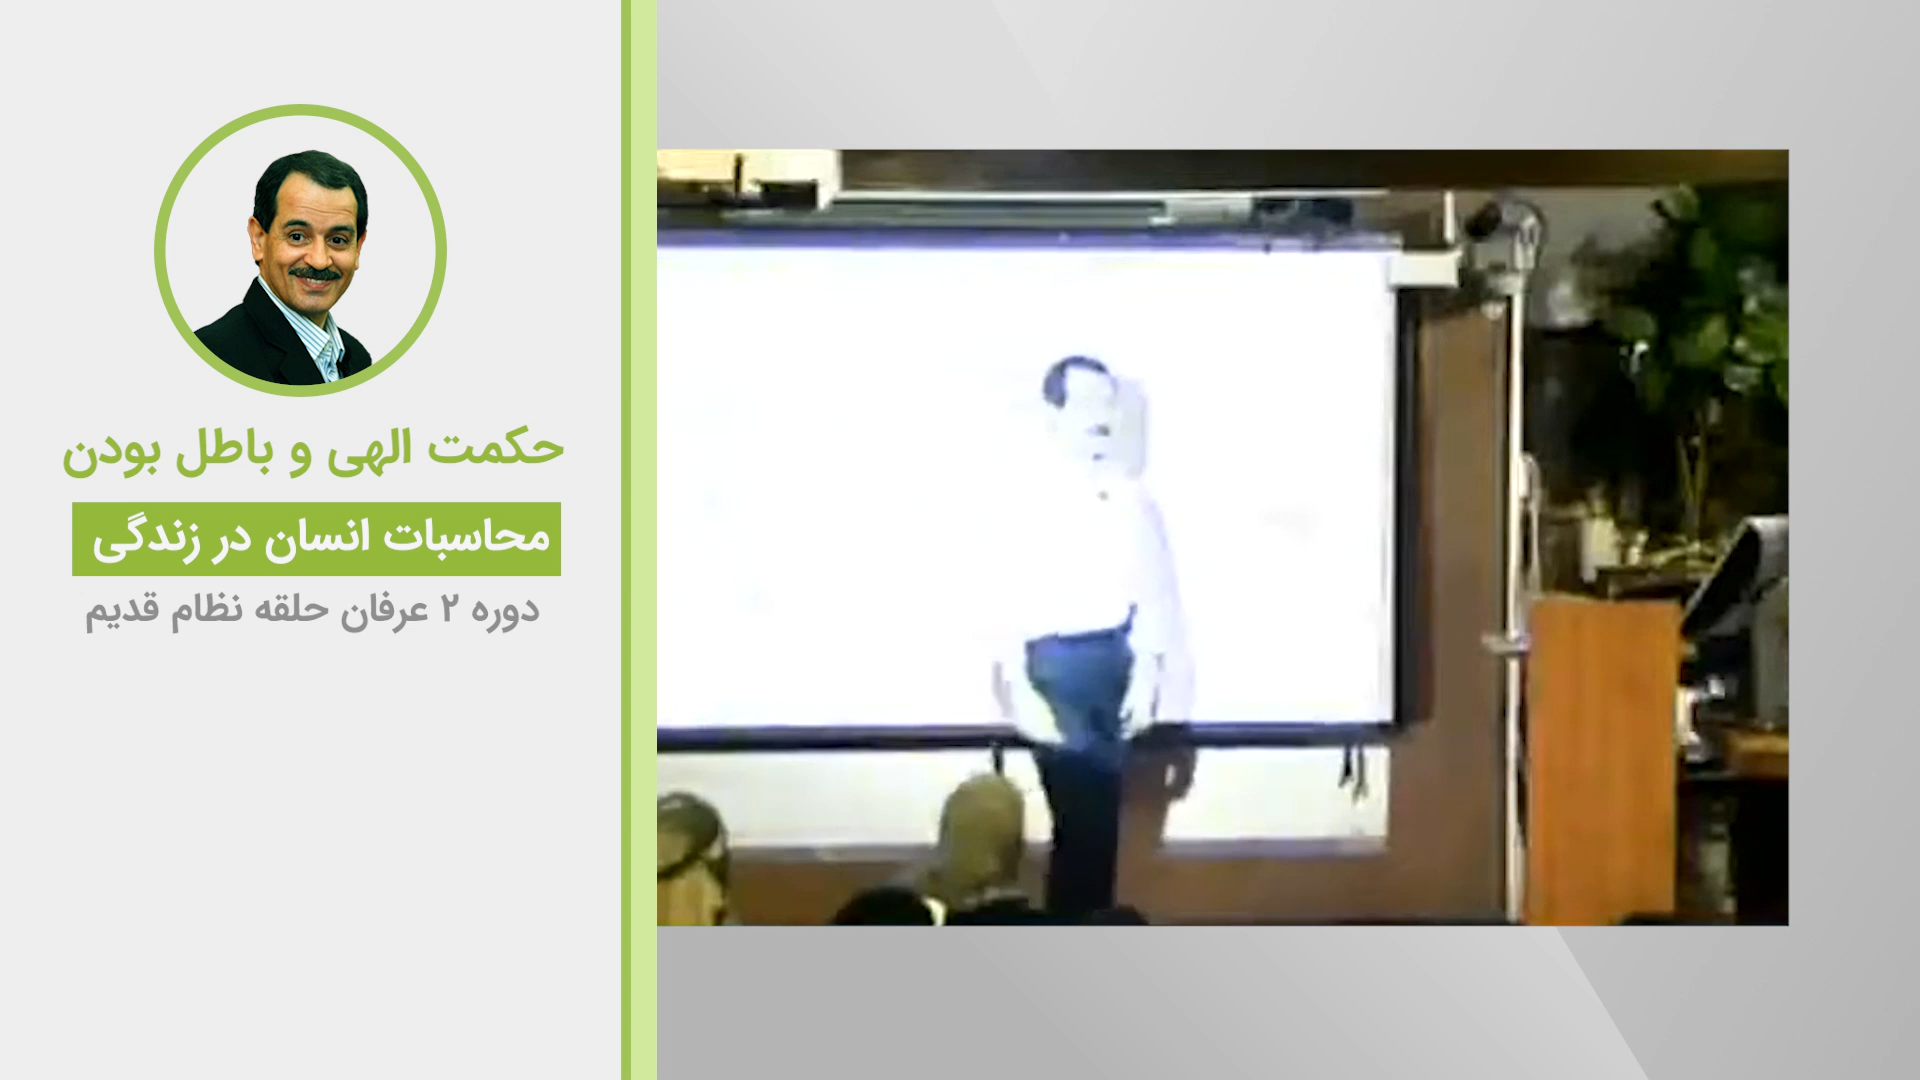 حکمت الهی و باطل بودن
محاسبات انسان در زندگی
دوره ۲ عرفان حلقه نظام قدیم